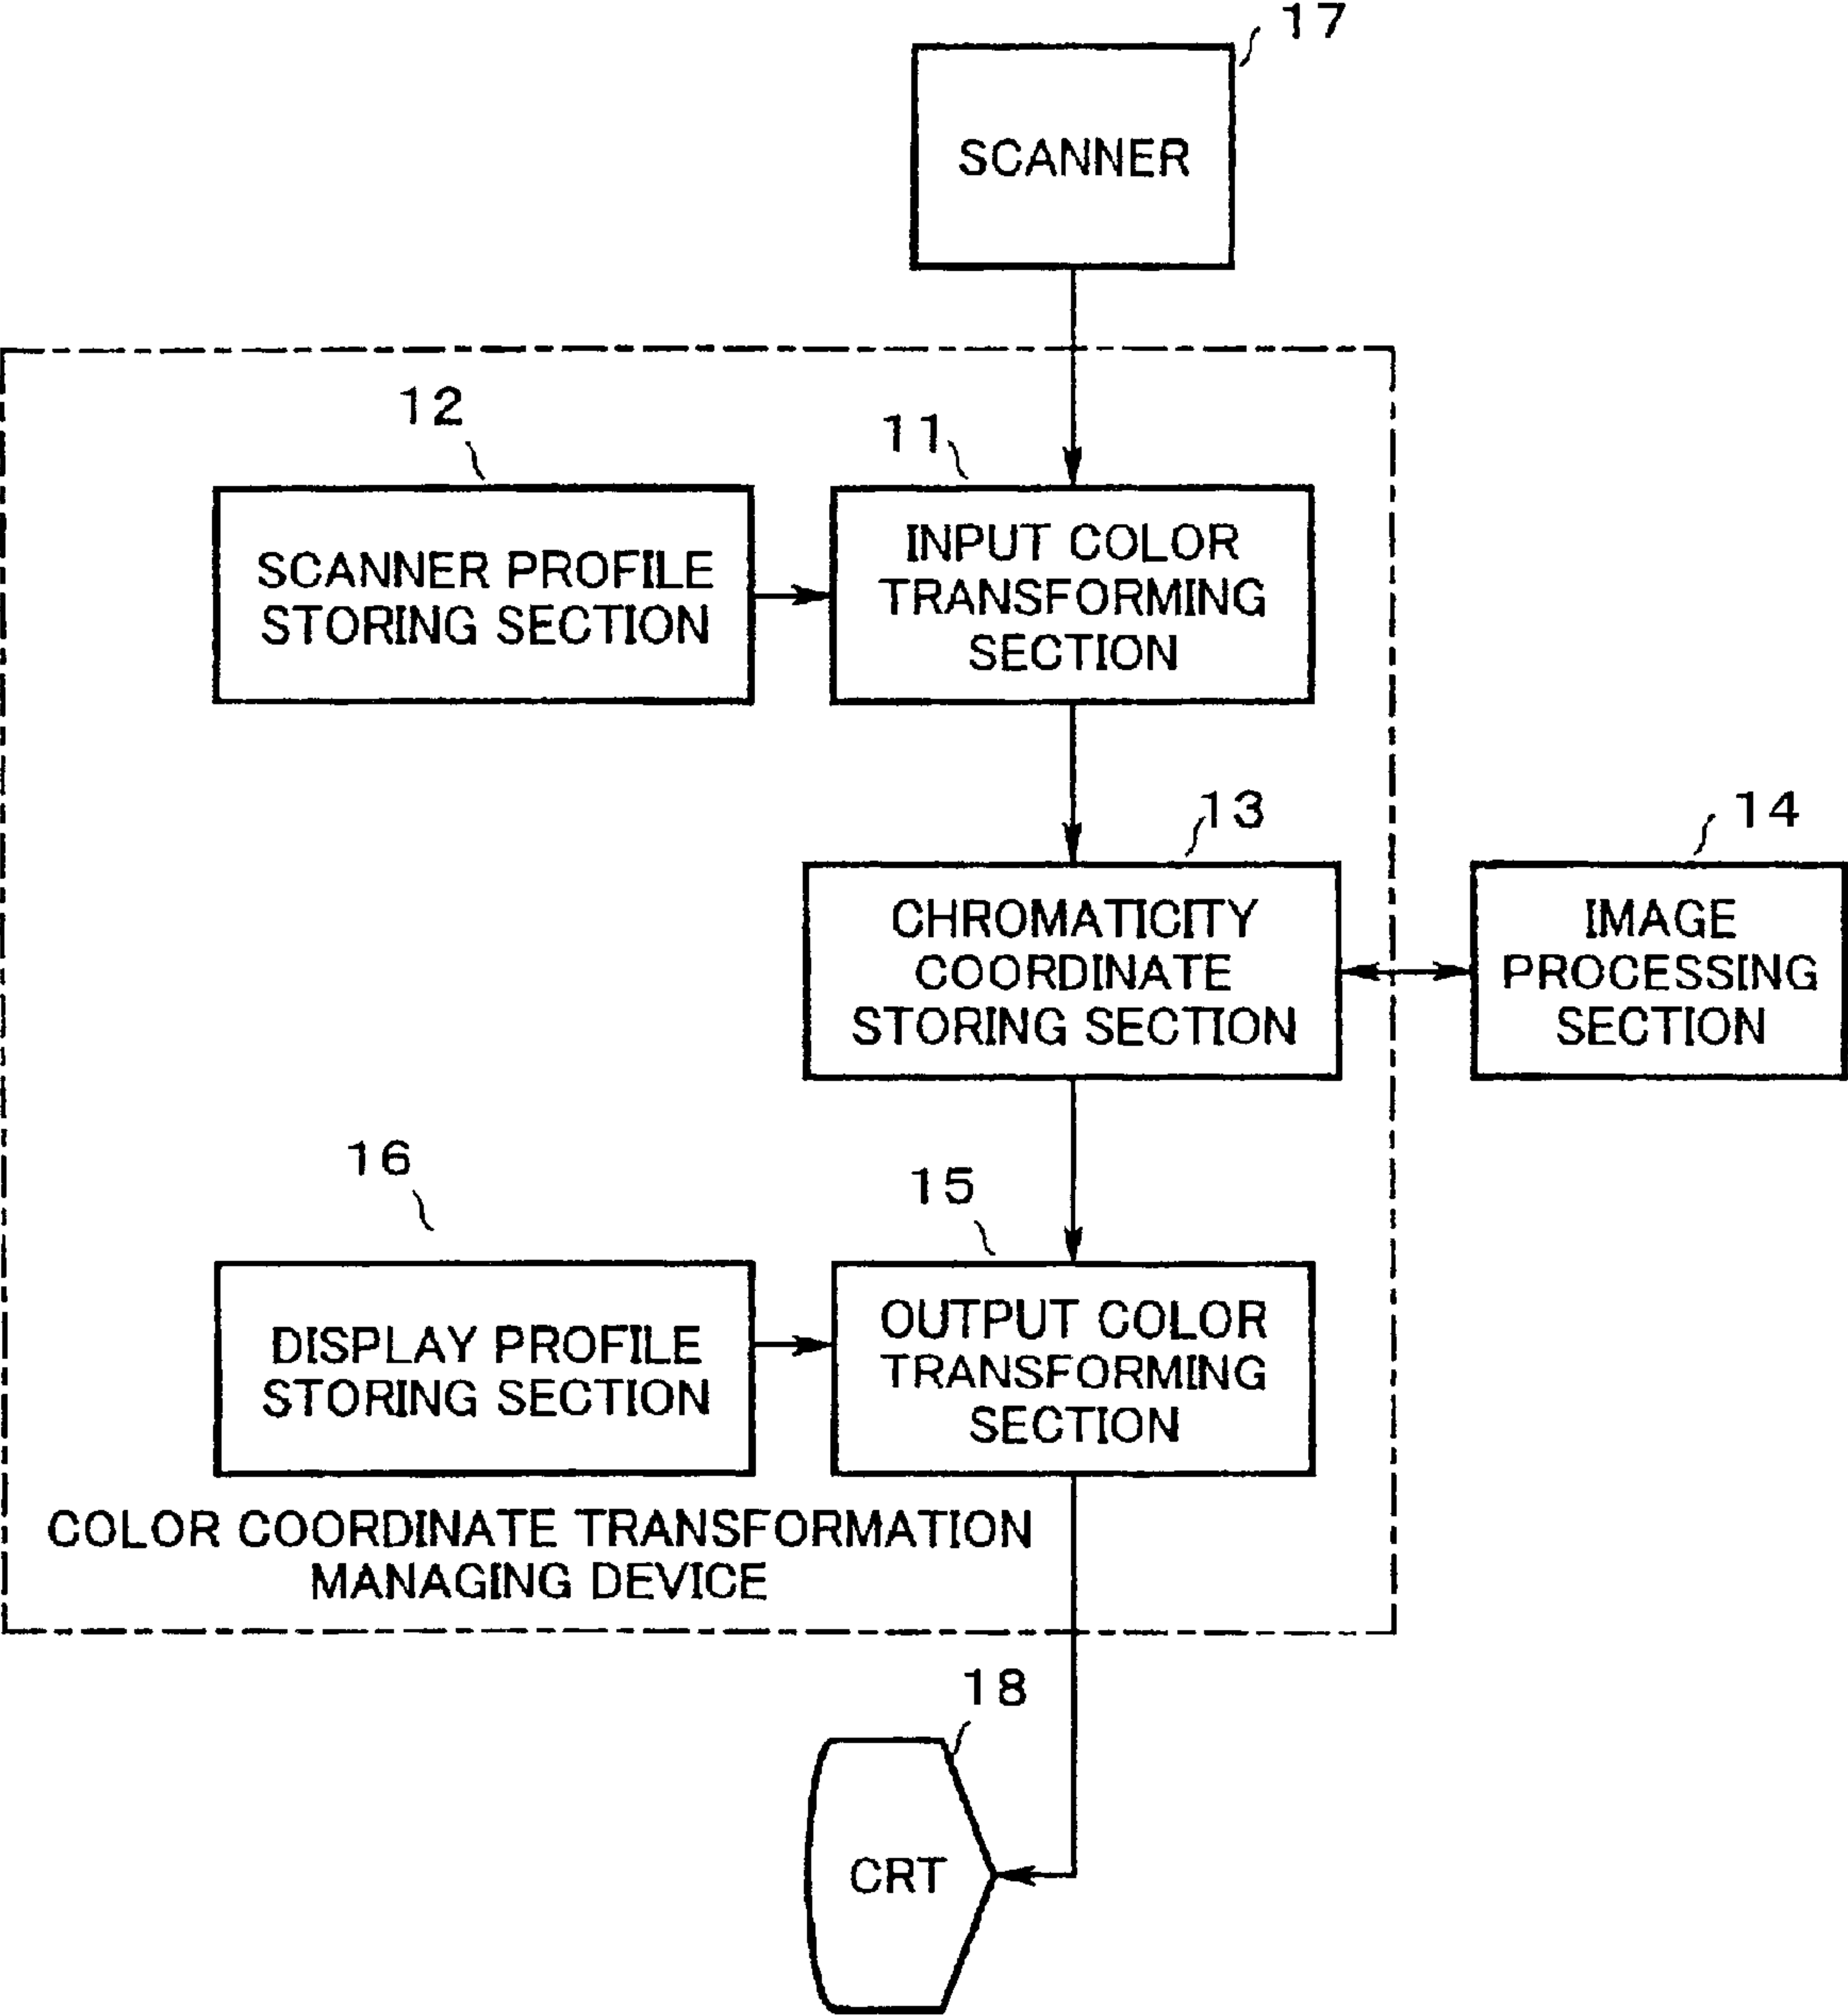 17
SCANNER
12
11
SCANNER PROFILE
STORING SECTION
INPUT COLOR
TRANSFORMING
SECTION
13
14
CHROMATICITY
COORDINATE
STORING SECTION
IMAGE
PROCESSING
SECTION
16
15
DISPLAY PROFILE
STORING SECTION
OUTPUT COLOR
TRANSFORMING
SECTION
COLOR COORDINATE TRANSFORMATION
MANAGING DEVICE
18
CRT